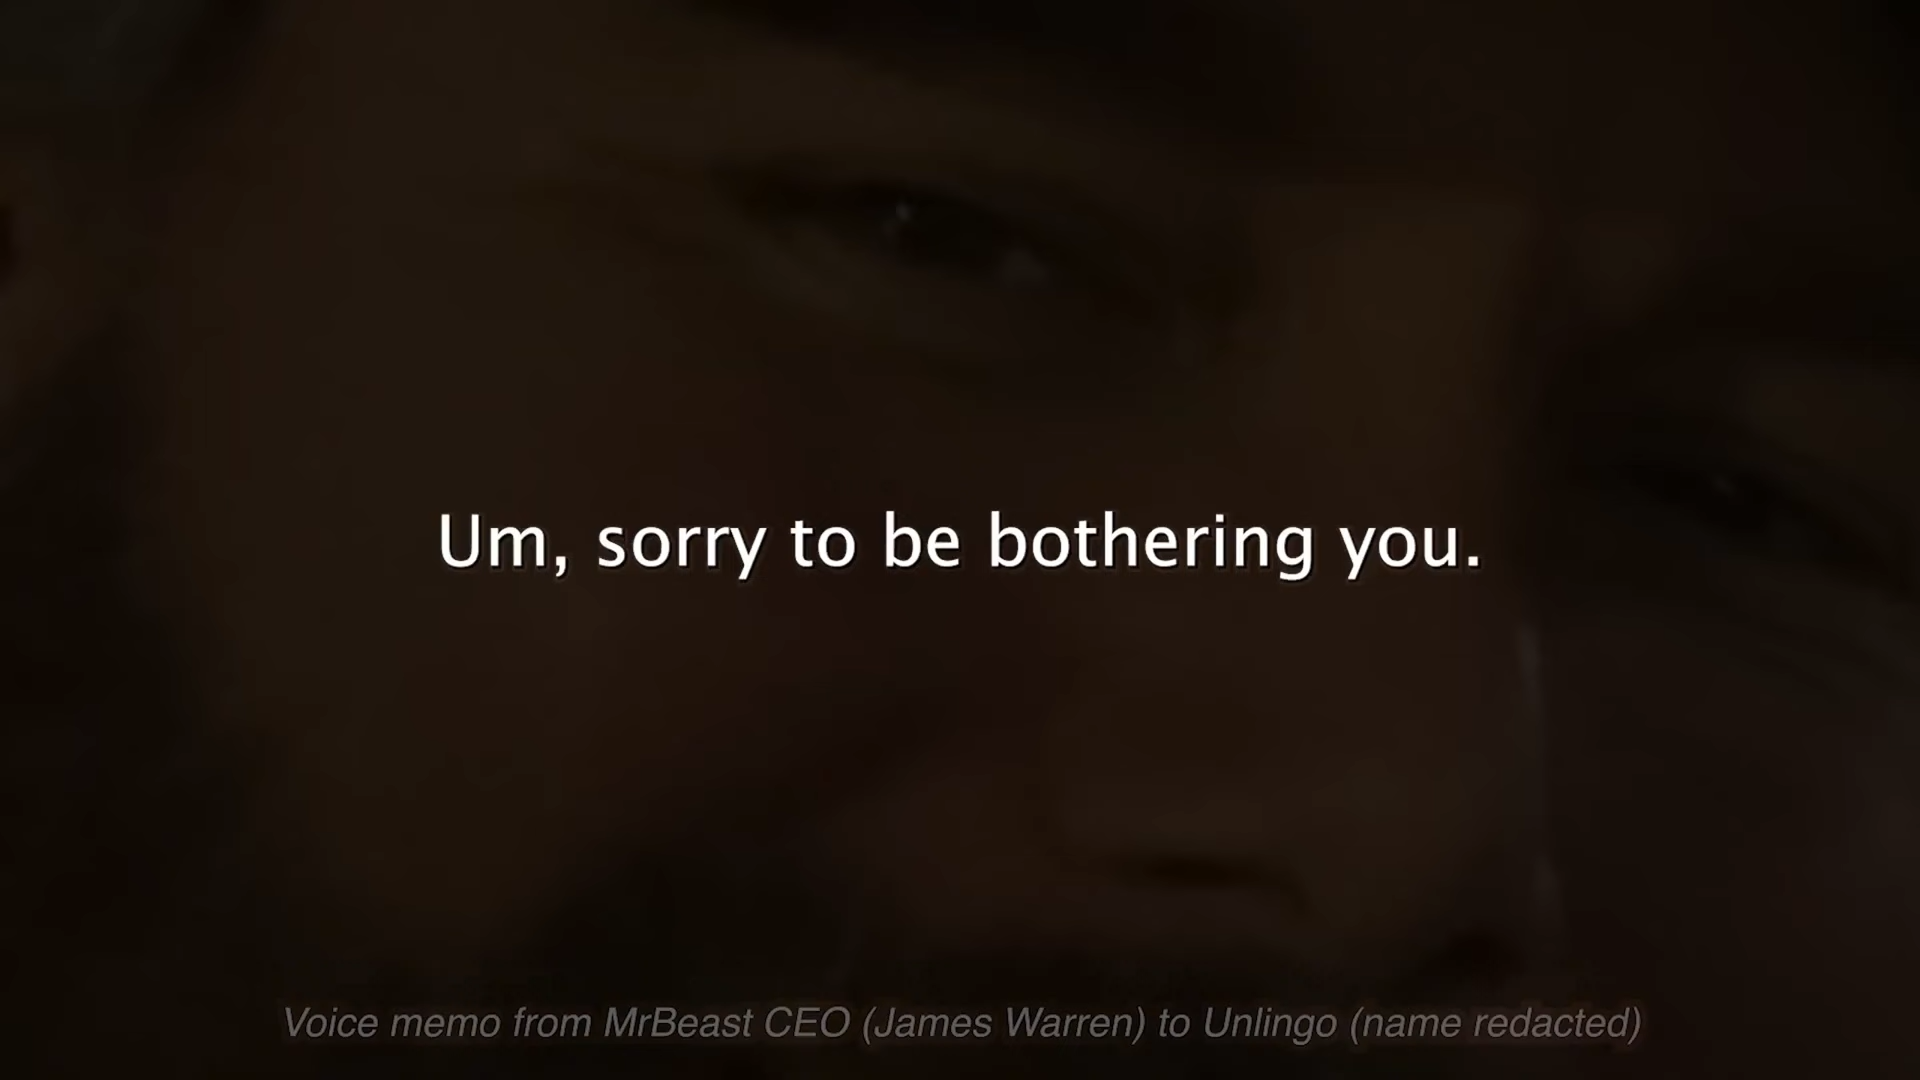 Um, sorry to be bothering you.
Voice memo from MrBeast CEO (James Warren) to Unlingo (name redacted)